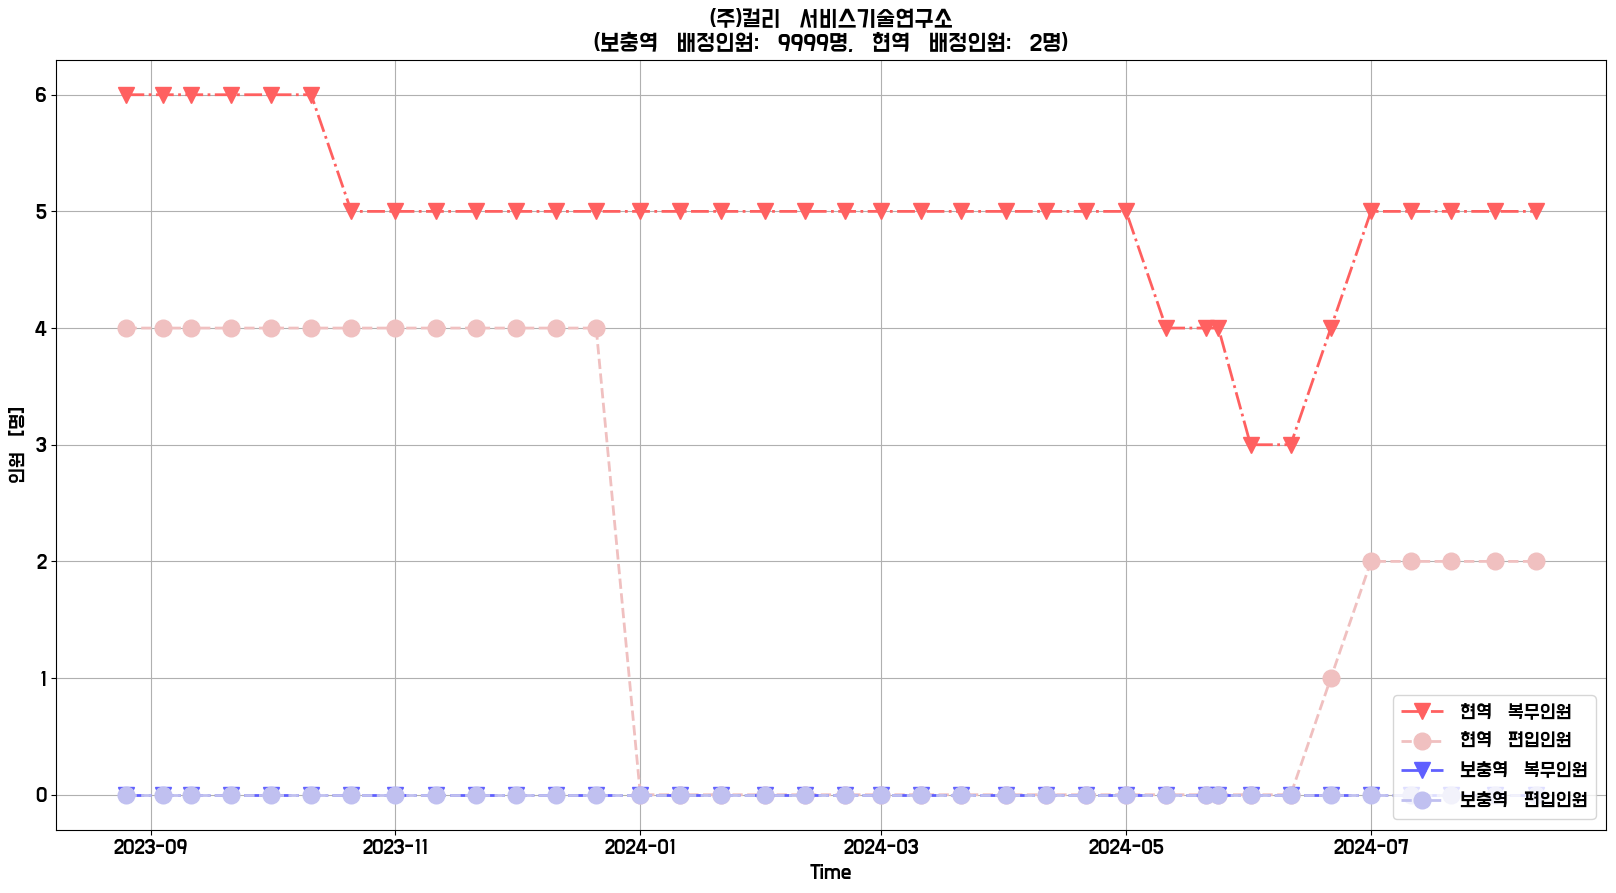 (주)컬리 서비스기술연구소
(보충역 배정인원: 9999명, 현역 배정인원: 2명)
6
5
4
3
2
1
0
인원 [명]
2023-09
2023-11
2024-01
2024-03
2024-05
2024-07
Time
현역 복무인원
현역 편입인원
보충역 복무인원
보충역 편입인원